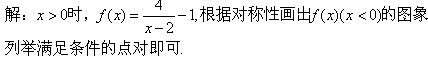 解：x>0时，f(x)=\frac{4}{x-2}-1,根据对称性画出f(x)(x<0)的图象
列举满足条件的点对即可.